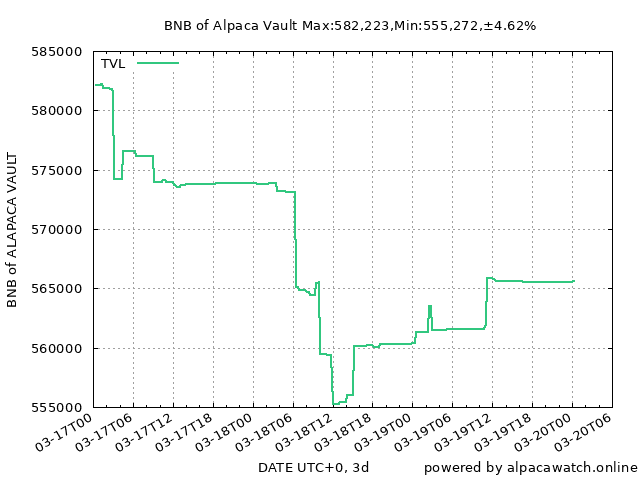 BNB of Alpaca Vault Max:582,223,Min:555,272,±4.62%
TVL
BNB of ALAPACA VAULT
585000
580000
575000
570000
565000
560000
555000
03-17T00
03-17T06
03-17T12
03-17T18
03-18T00
03-18T06
03-18T12
03-18T18
03-19T00
03-19T06
03-19T12
03-19T18
03-20T00
03-20T06
DATE UTC+0, 3d
powered by alpacawatch.online